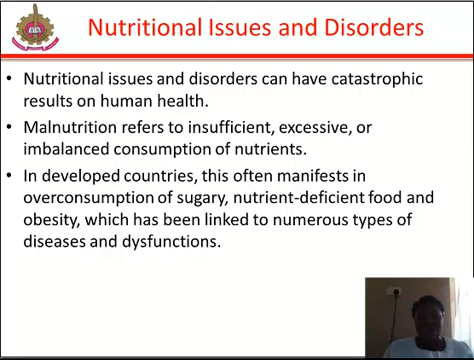 Nutritional Issues and Disorders
• Nutritional issues and disorders can have catastrophic
results on human health.
• Malnutrition refers to insufficient, excessive, or
imbalanced consumption of nutrients.
• In developed countries, this often manifests in
overconsumption of sugary, nutrient-deficient food and
obesity, which has been linked to numerous types of
diseases and dysfunctions.